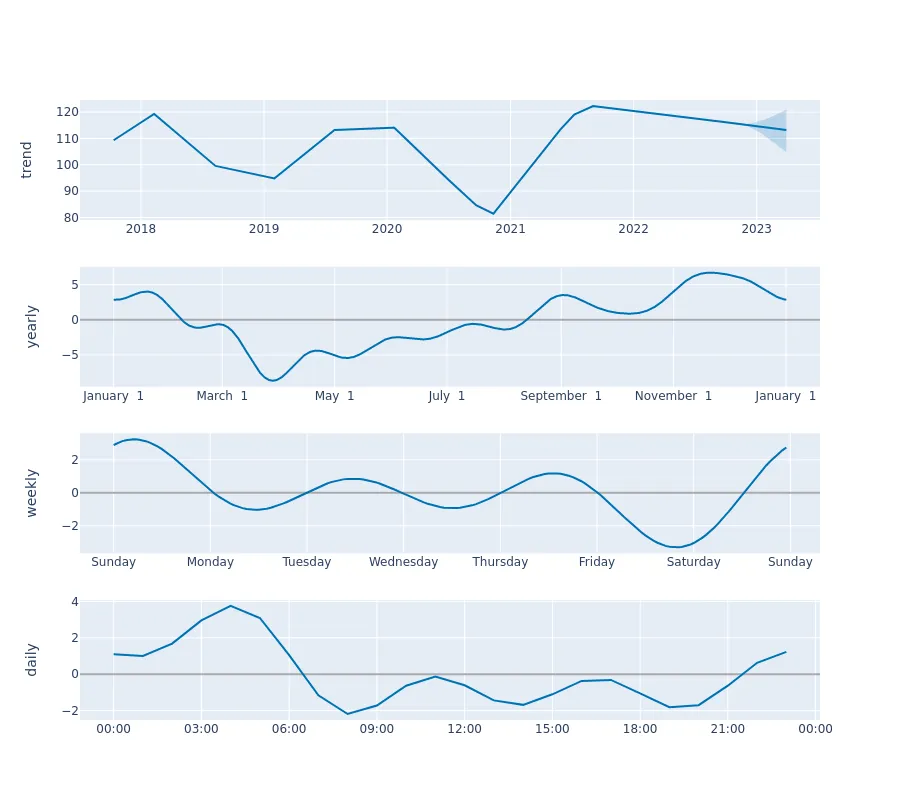 trend
120
110
100
90
80
2018 2019 2020 2021 2022 2023
yearly
5
0
−5
January 1 March 1 May 1 July 1 September 1 November 1 January 1
weekly
2
0
−2
Sunday Monday Tuesday Wednesday Thursday Friday Saturday Sunday
daily
4
2
0
−2
00:00 03:00 06:00 09:00 12:00 15:00 18:00 21:00 00:00